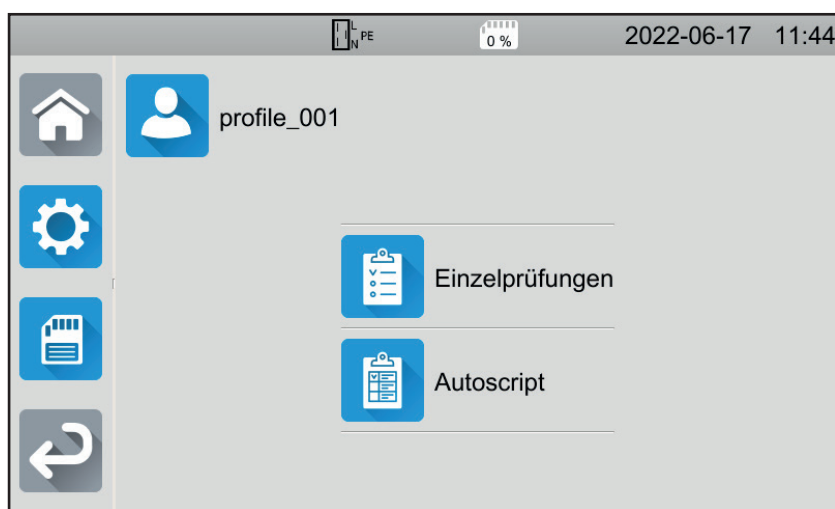 L
N PE 0 % 2022-06-17 11:44
profile_001
Einzelprüfungen
Autoscript